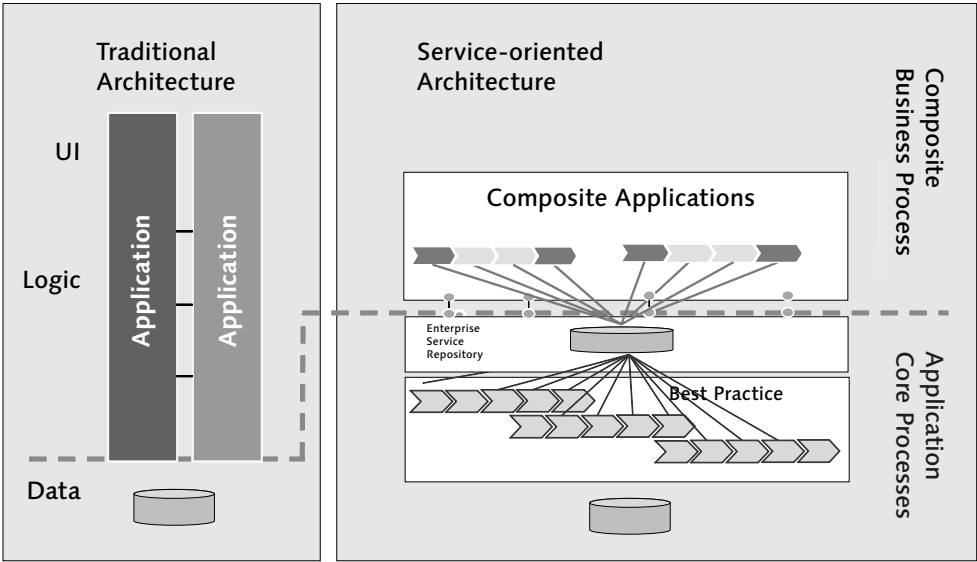 Traditional
Architecture
UI
Logic
Data
Application
Application
Service-oriented
Architecture
Composite Applications
Enterprise
Service
Repository
Best Practice
Composite
Business Process
Application
Core Processes